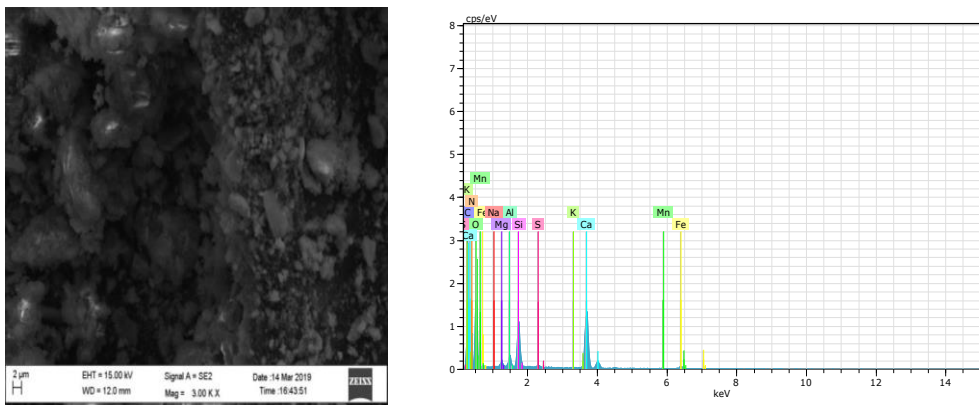 2 µm
EHT = 15.00 kV
WD = 12.0 mm
Signal A = SE2
Mag = 3.00 K X
Date :14 Mar 2019
Time :16:43:51
ZEISS
cps/eV
8
7
6
5
4
3
2
1
0
Mn
K
N
C Fe Na Al
Ca O Mg Si S K Ca Mn Fe
2 4 6 8 10 12 14
keV